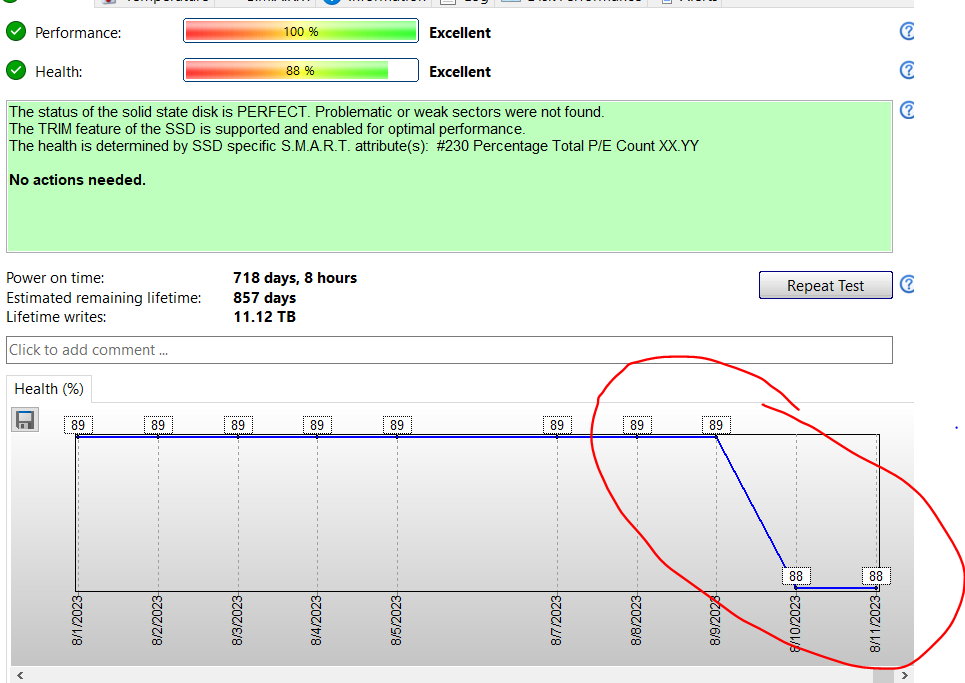 Performance:
100 %
Excellent
Health:
88 %
Excellent
The status of the solid state disk is PERFECT. Problematic or weak sectors were not found.
The TRIM feature of the SSD is supported and enabled for optimal performance.
The health is determined by SSD specific S.M.A.R.T. attribute(s):  #230 Percentage Total P/E Count XX.YY
No actions needed.
Power on time: 718 days, 8 hours
Estimated remaining lifetime: 857 days
Lifetime writes: 11.12 TB
Repeat Test
Click to add comment ...
Health (%)
89 89 89 89 89 89 89 89
88 88
8/1/2023 8/2/2023 8/3/2023 8/4/2023 8/5/2023 8/7/2023 8/8/2023 8/9/2023 8/10/2023 8/11/2023